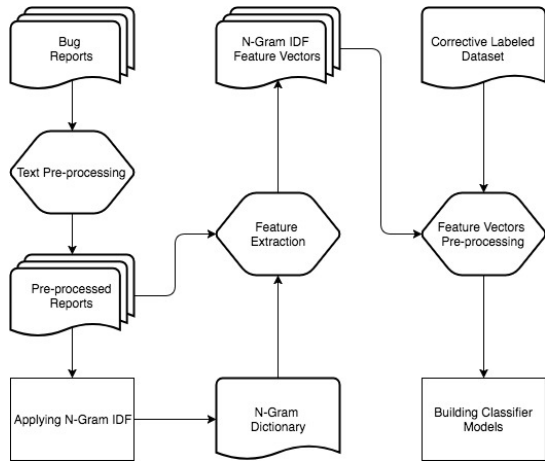 Bug
Reports
N-Gram IDF
Feature Vectors
Corrective Labeled
Dataset
Text Pre-processing
Feature
Extraction
Feature Vectors
Pre-processing
Pre-processed
Reports
Applying N-Gram IDF
N-Gram
Dictionary
Building Classifier
Models